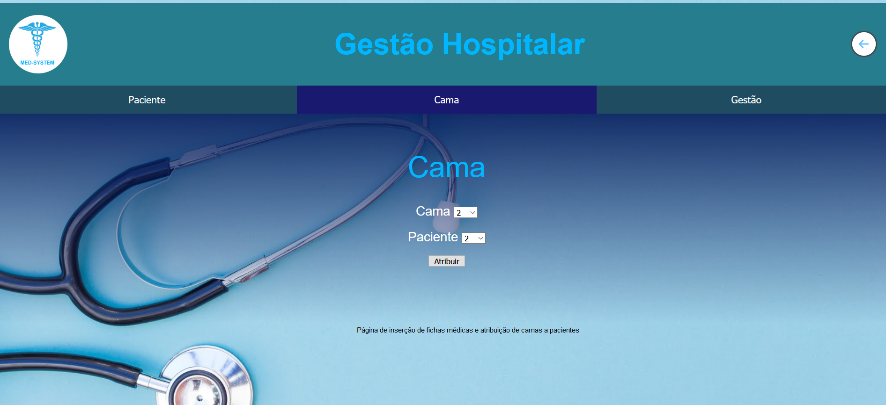 MED-SYSTEM
Gestão Hospitalar
Paciente
Cama
Gestão
Cama
Cama 2
Paciente 2
Atribuir
Página de inserção de fichas médicas e atribuição de camas a pacientes